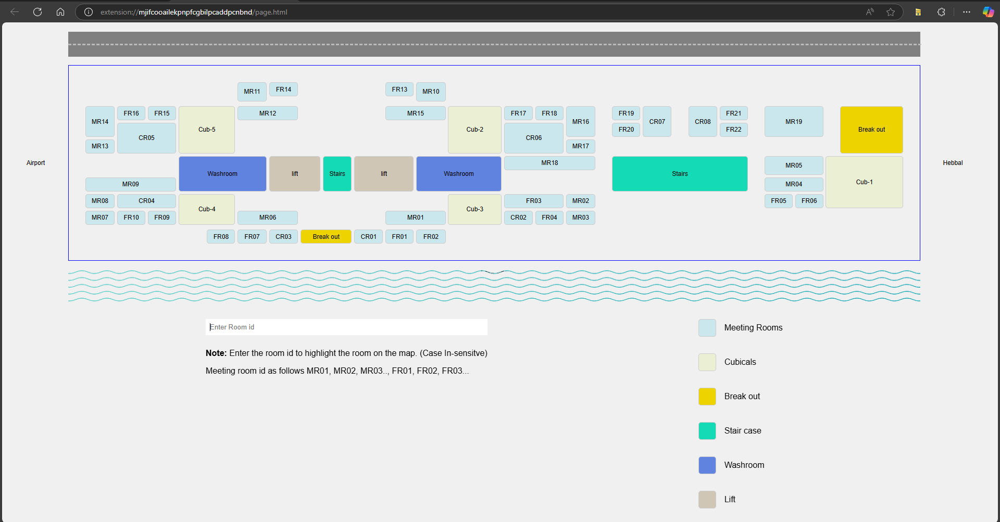 extension://mjifcooailekpnpfcgbilpcaddpcnbnd/page.html
MR11 FR14 FR13 MR10
MR14 FR16 FR15 Cub-5 MR12 MR15 Cub-2 FR17 FR18 MR16 FR19 CR07 CR08 FR21 MR19 Break out
CR05 CR06 FR20 FR22
MR13 MR17
Airport Washroom lift Stairs lift Washroom MR18 Stairs MR05 Cub-1 Hebbal
MR09 MR04
MR08 CR04 Cub-4 Cub-3 FR03 MR02 FR05 FR06
MR07 FR10 FR09 MR06 MR01 CR02 FR04 MR03
FR08 FR07 CR03 Break out CR01 FR01 FR02
Enter Room id
Note: Enter the room id to highlight the room on the map. (Case In-sensitve)
Meeting room id as follows MR01, MR02, MR03.., FR01, FR02, FR03...
Meeting Rooms
Cubicals
Break out
Stair case
Washroom
Lift